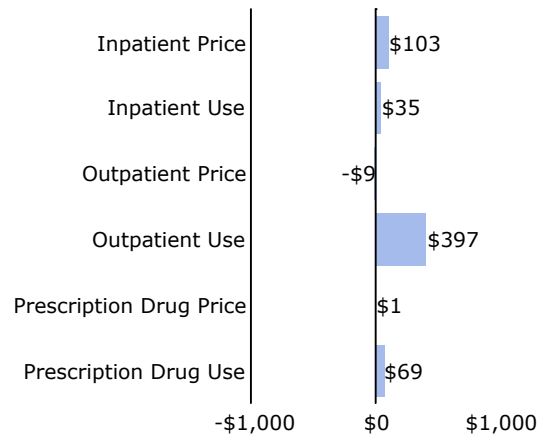 Inpatient Price $103
Inpatient Use $35
Outpatient Price -$9
Outpatient Use $397
Prescription Drug Price $1
Prescription Drug Use $69
-$1,000 $0 $1,000